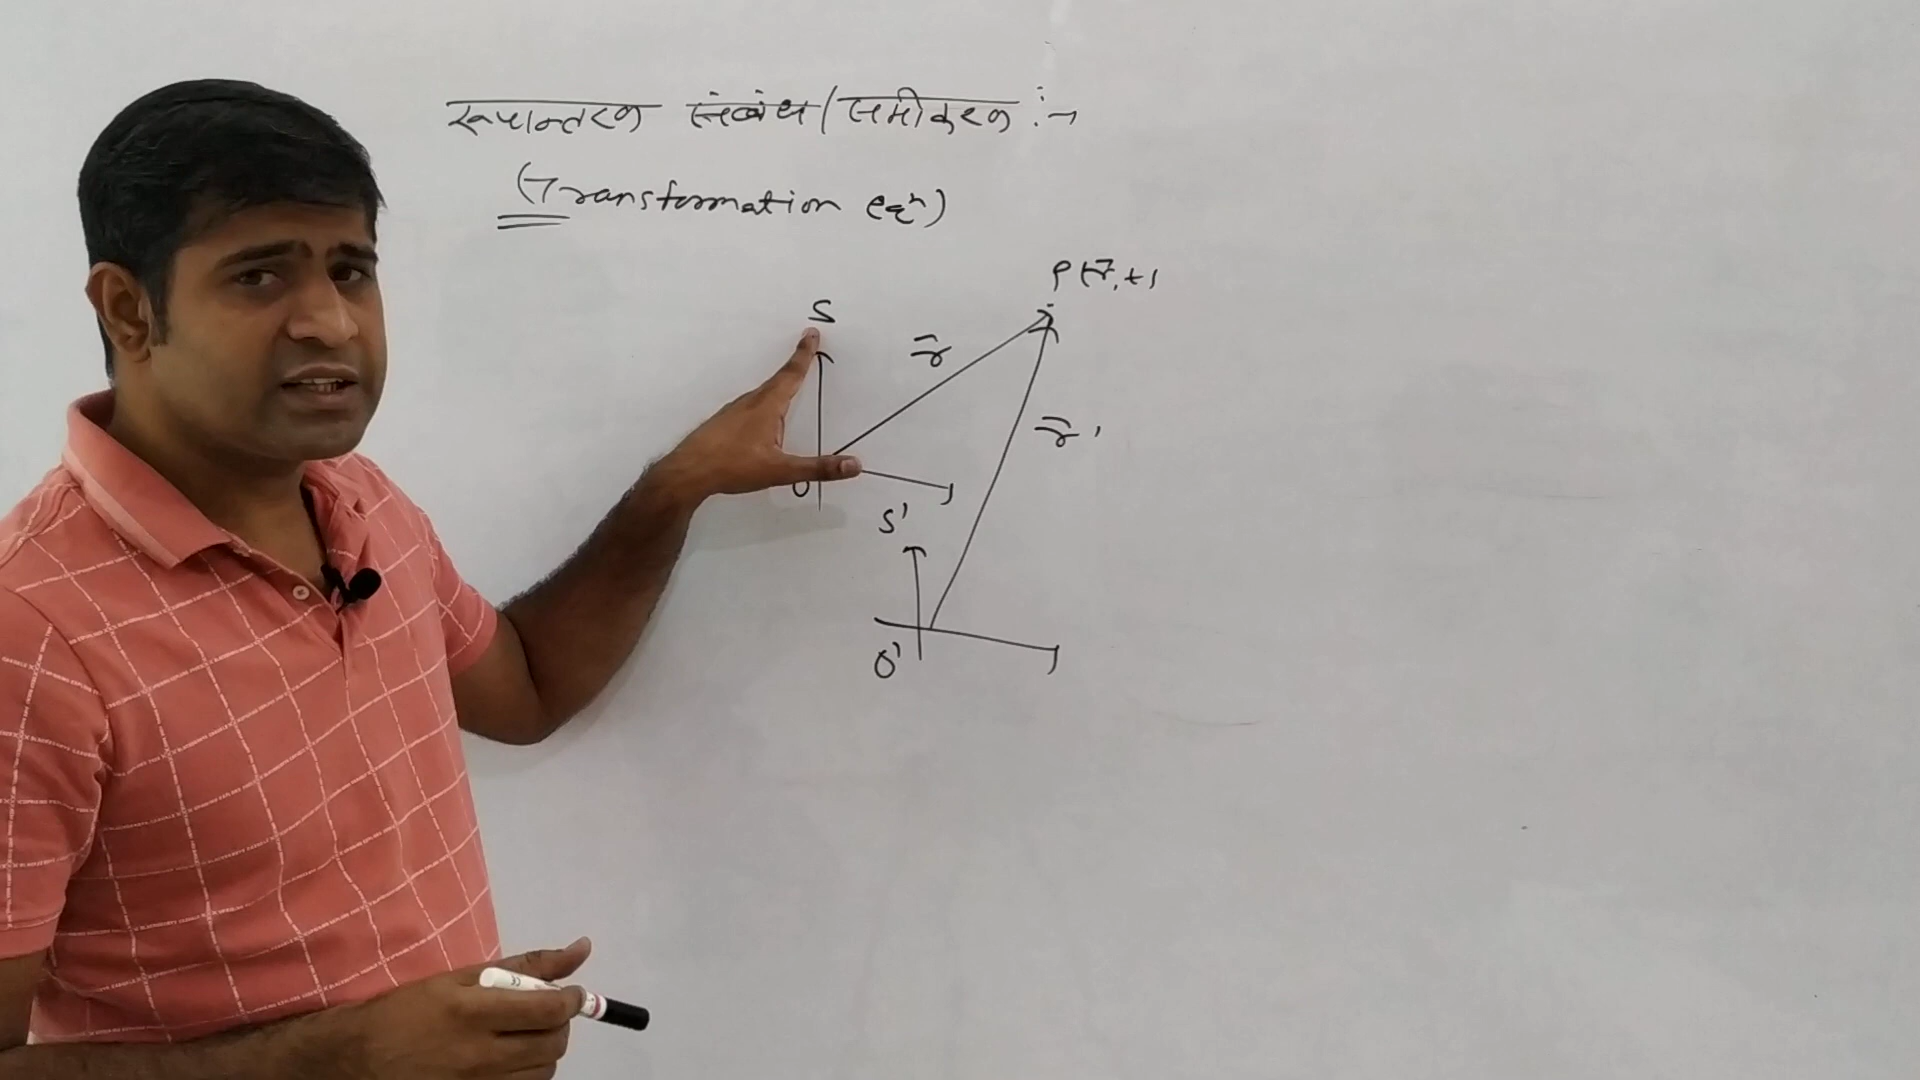 रूपान्तरण संबंध/समीकरण :→
(Transformation eqⁿ)
P(r⃗, t)
S
r⃗
r⃗ '
O
S'
O'